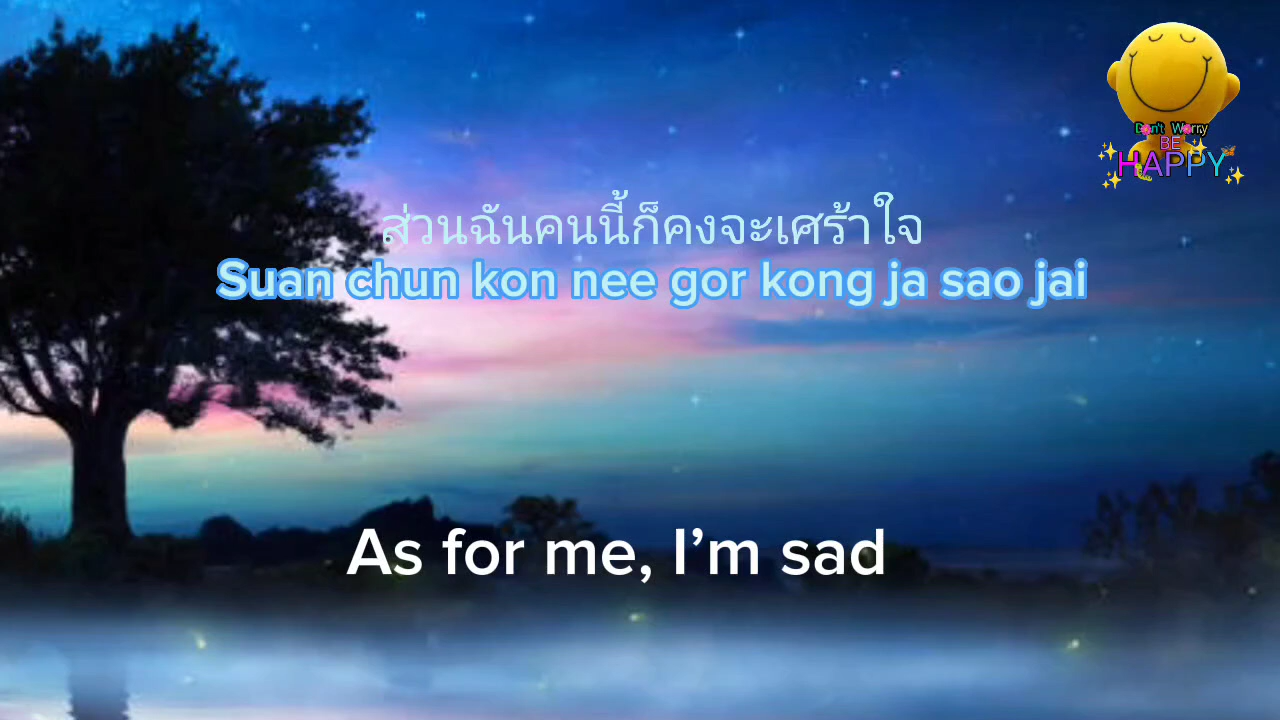 Don't Worry
BE
HAPPY
ส่วนฉันคนนี้ก็คงจะเศร้าใจ
Suan chun kon nee gor kong ja sao jai
As for me, I’m sad